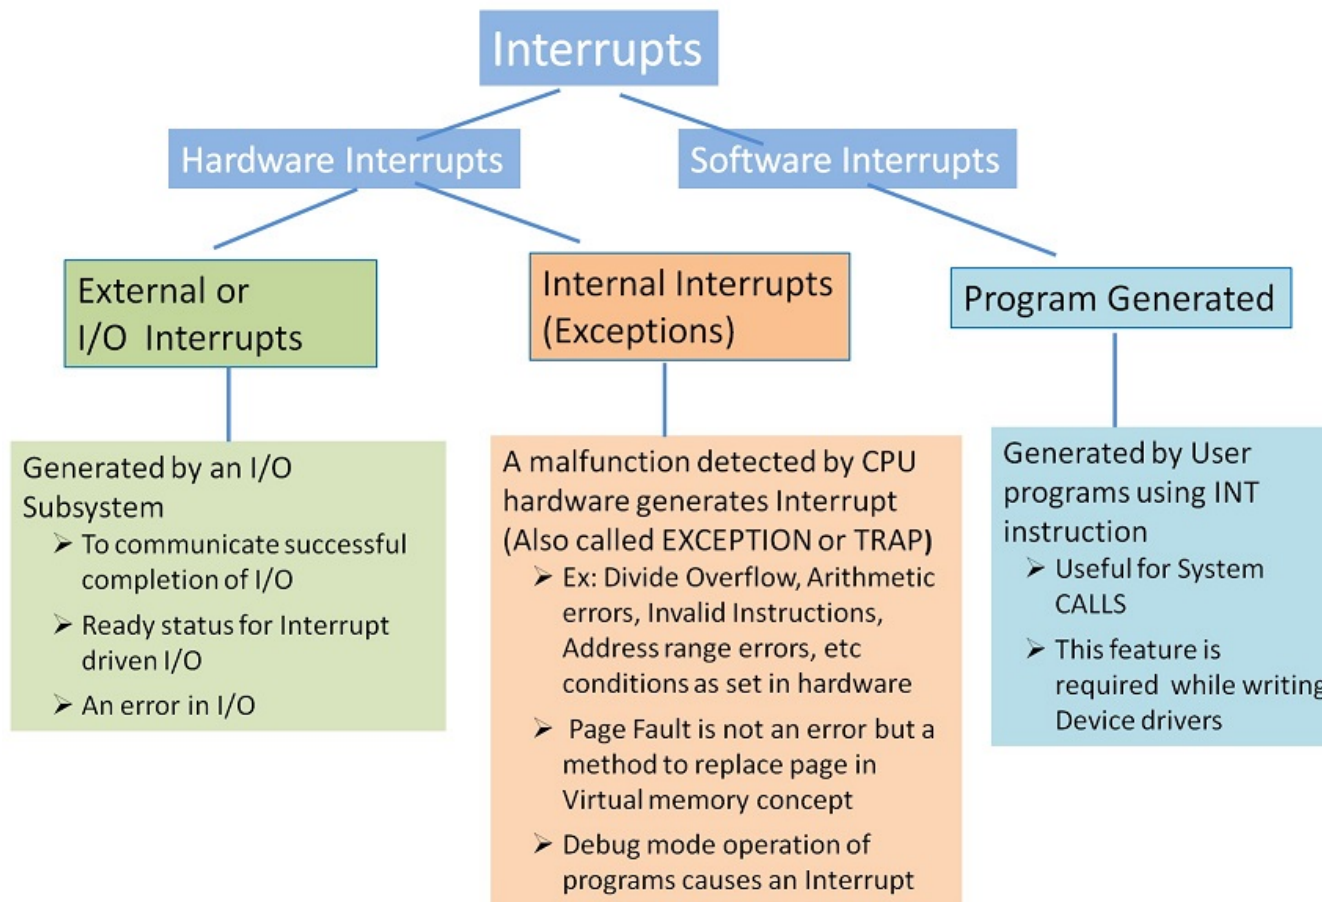 Interrupts
Hardware Interrupts
Software Interrupts
External or
I/O Interrupts
Internal Interrupts
(Exceptions)
Program Generated
Generated by an I/O
Subsystem
➢ To communicate successful
completion of I/O
➢ Ready status for Interrupt
driven I/O
➢ An error in I/O
A malfunction detected by CPU
hardware generates Interrupt
(Also called EXCEPTION or TRAP)
➢ Ex: Divide Overflow, Arithmetic
errors, Invalid Instructions,
Address range errors, etc
conditions as set in hardware
➢ Page Fault is not an error but a
method to replace page in
Virtual memory concept
➢ Debug mode operation of
programs causes an Interrupt
Generated by User
programs using INT
instruction
➢ Useful for System
CALLS
➢ This feature is
required while writing
Device drivers